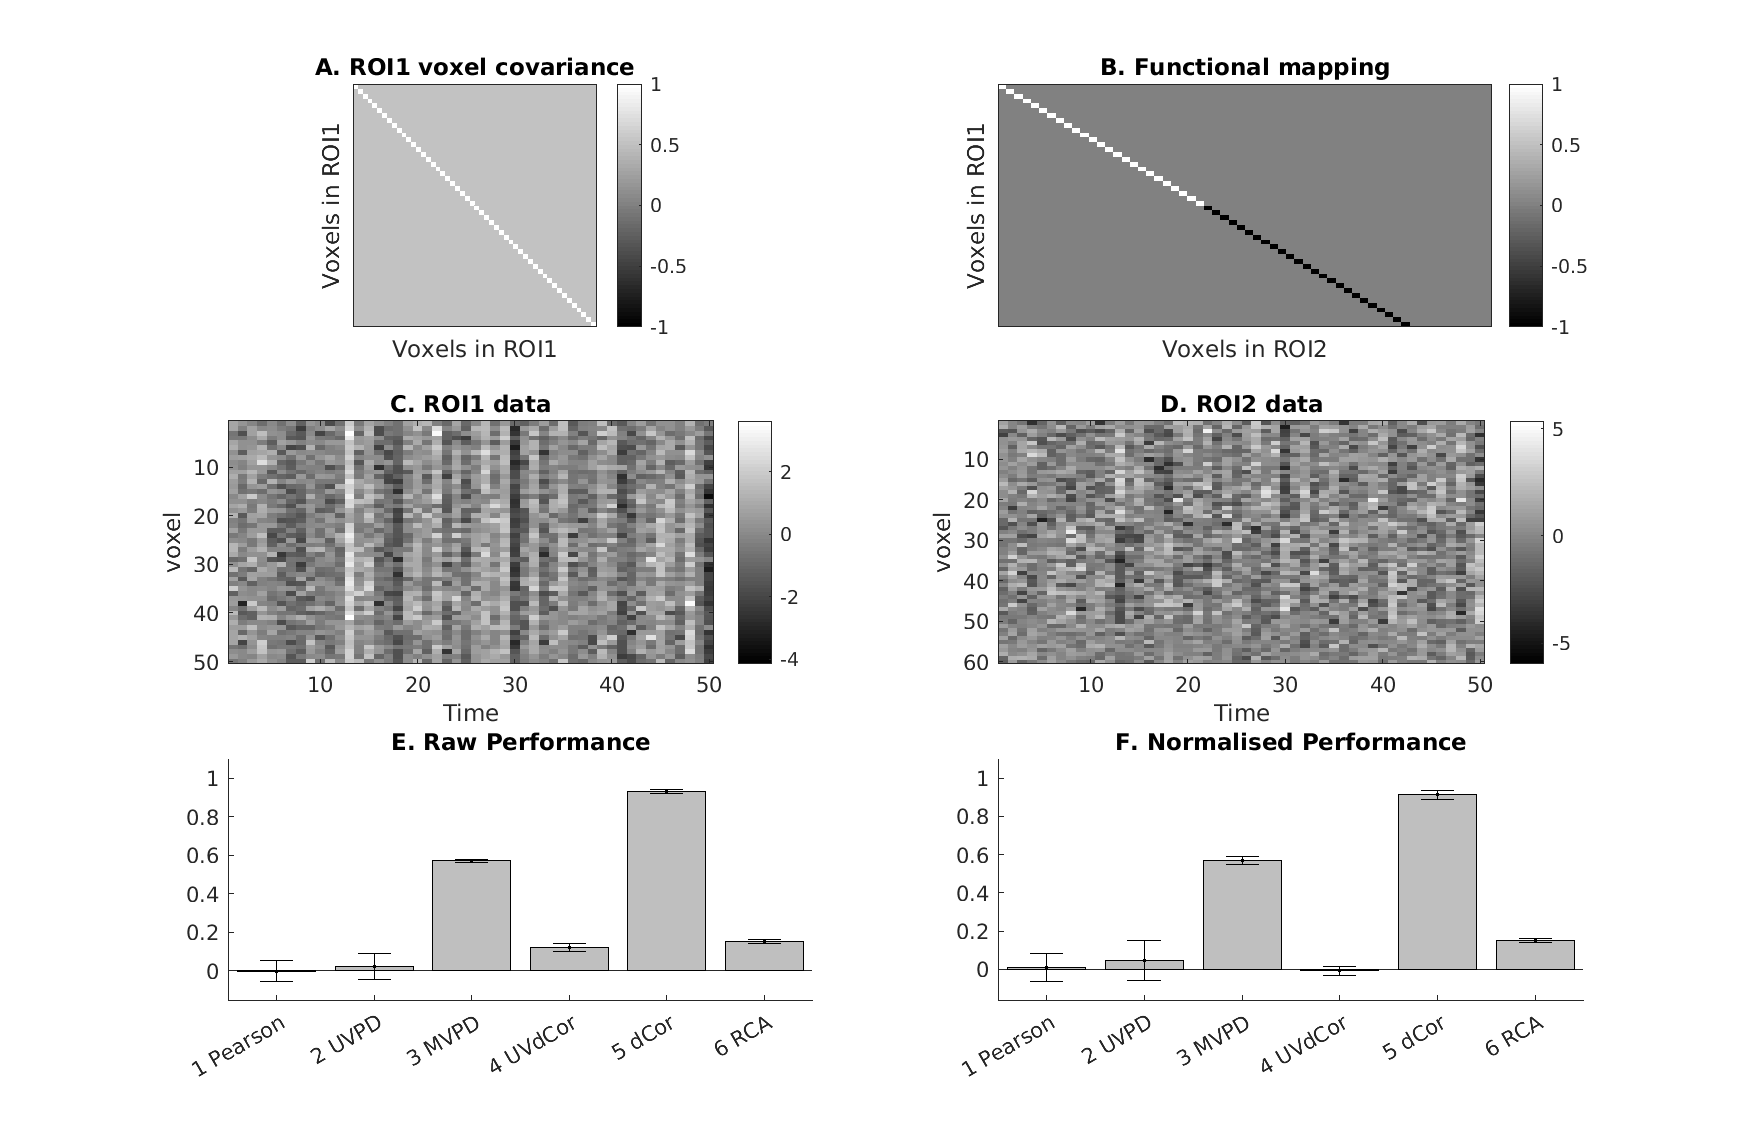 A. ROI1 voxel covariance
Voxels in ROI1
1
0.5
0
-0.5
-1
Voxels in ROI1
B. Functional mapping
Voxels in ROI1
1
0.5
0
-0.5
-1
Voxels in ROI2
C. ROI1 data
voxel
10
20
30
40
50
2
0
-2
-4
10 20 30 40 50
Time
D. ROI2 data
voxel
10
20
30
40
50
60
5
0
-5
10 20 30 40 50
Time
E. Raw Performance
1
0.8
0.6
0.4
0.2
0
1 Pearson
2 UVPD
3 MVPD
4 UVdCor
5 dCor
6 RCA
F. Normalised Performance
1
0.8
0.6
0.4
0.2
0
1 Pearson
2 UVPD
3 MVPD
4 UVdCor
5 dCor
6 RCA